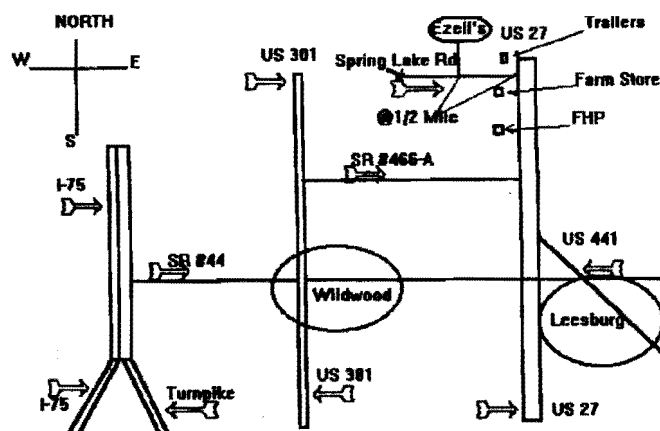 NORTH
W
E
S
Ezell's
US 27
Trailers
US 301
Spring Lake Rd
Farm Store
@1/2 Mile
FHP
SR #466-A
I-75
US 441
SR #44
Wildwood
Leesburg
US 301
I-75
Turnpike
US 27